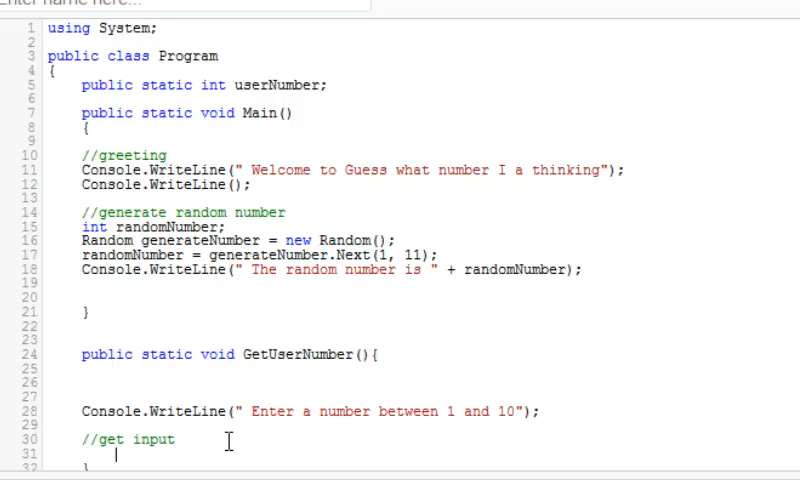 Enter name here...
1 using System;
2
3 public class Program
4 {
5 public static int userNumber;
6
7 public static void Main()
8 {
9
10 //greeting
11 Console.WriteLine(" Welcome to Guess what number I a thinking");
12 Console.WriteLine();
13
14 //generate random number
15 int randomNumber;
16 Random generateNumber = new Random();
17 randomNumber = generateNumber.Next(1, 11);
18 Console.WriteLine(" The random number is " + randomNumber);
19
20
21 }
22
23
24 public static void GetUserNumber(){
25
26
27
28 Console.WriteLine(" Enter a number between 1 and 10");
29
30 //get input
31
32 }